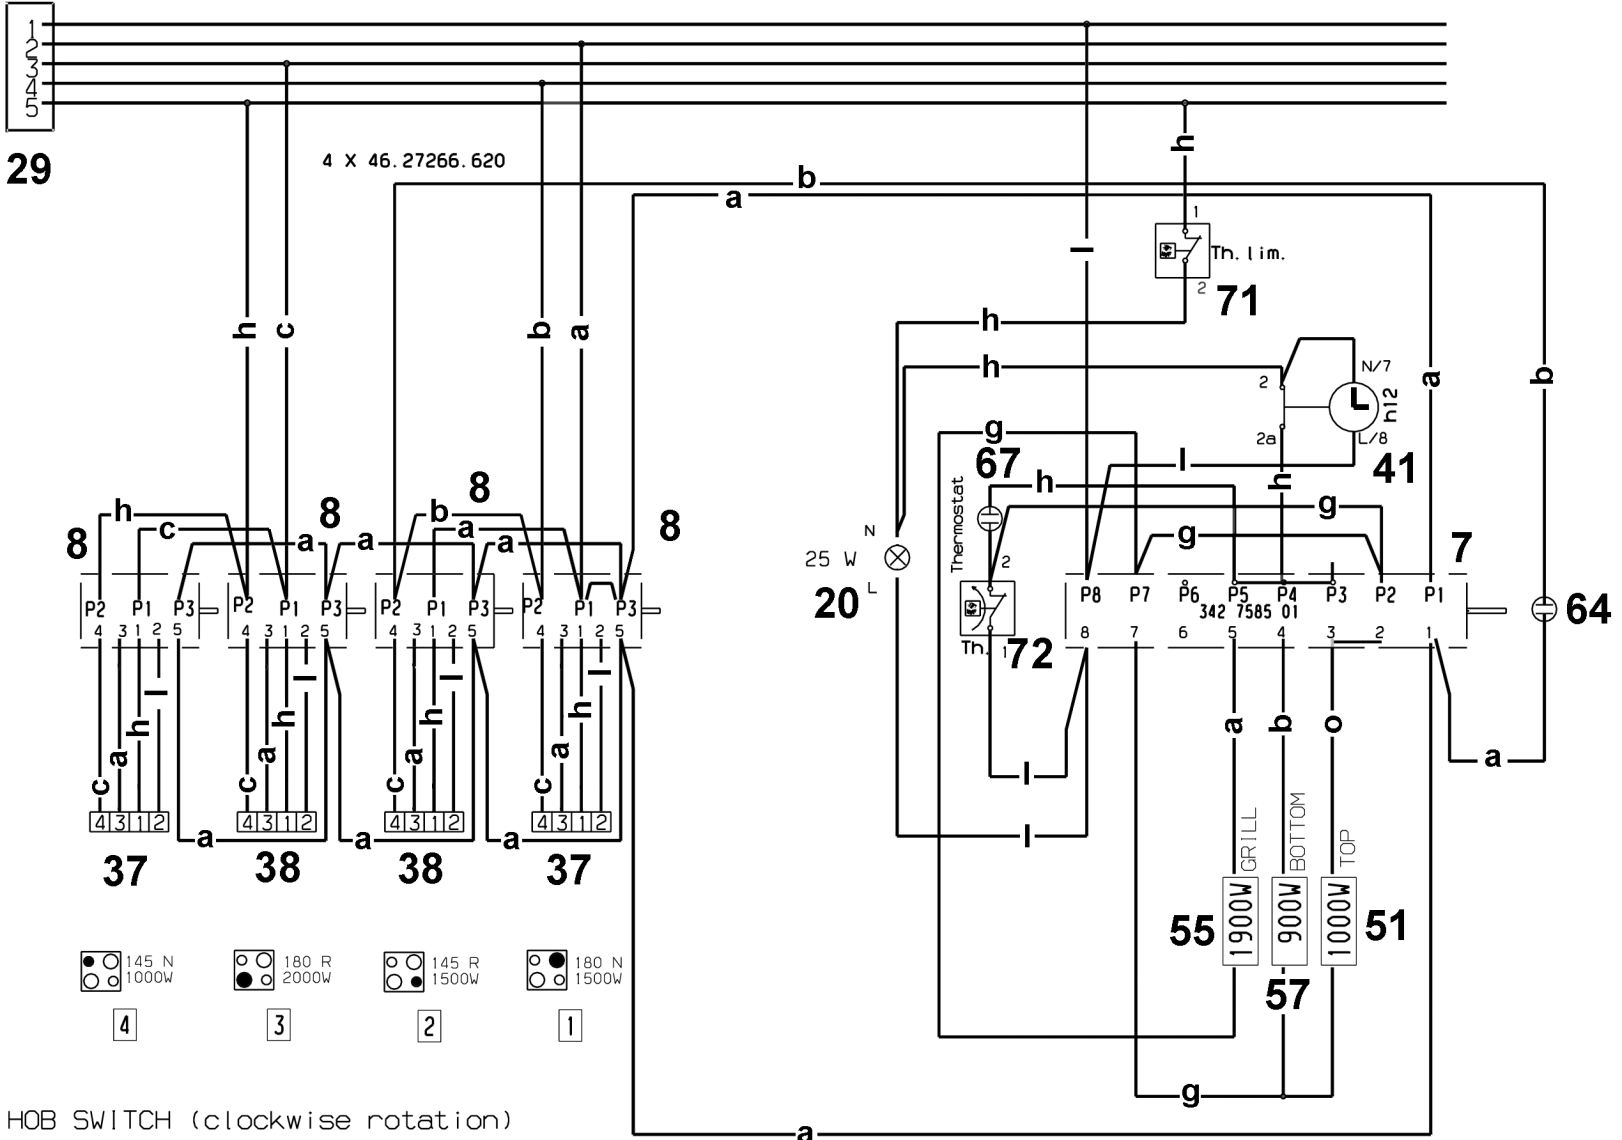 1
2
3
4
5
29
4 X 46.27266.620
b
a
h
1
Th. lim.
2
71
l
h
c
b
a
h
h
2
N/7
h12
a
b
2a
L/8
41
g
67
l
h
h
g
g
Thermostat
8
h
c
8
a
a
8
b
a
a
8
N
25 W
L
20
2
7
P2 P1 P3
P2 P1 P3
P2 P1 P3
P2 P1 P3
P8 P7 P6 P5 P4 P3 P2 P1
342 7585 01
64
4 3 1 2 5
4 3 1 2 5
4 3 1 2 5
4 3 1 2 5
8 7 6 5 4 3 2 1
Th. 1
72
c a h l
c a h l
c a h l
c a h l
a b o
a
l
l
4 3 1 2
4 3 1 2
4 3 1 2
4 3 1 2
a
a
a
37
38
38
37
GRILL
BOTTOM
TOP
55
1900W
900W
1000W
51
57
145 N
1000W
180 R
2000W
145 R
1500W
180 N
1500W
4
3
2
1
g
HOB SWITCH (clockwise rotation)
a